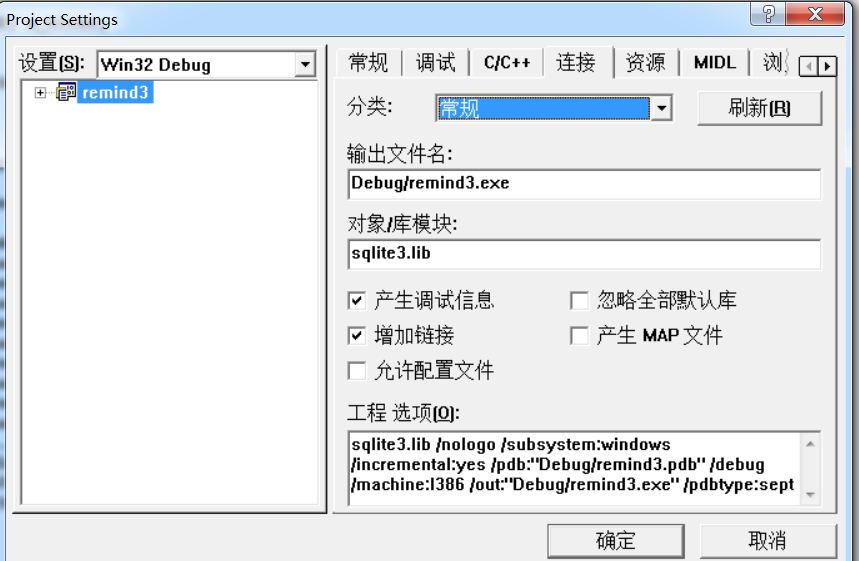 Project Settings
设置[S]: Win32 Debug
remind3
常规 调试 C/C++ 连接 资源 MIDL 浏
分类: 常规 刷新[R]
输出文件名:
Debug/remind3.exe
对象/库模块:
sqlite3.lib
产生调试信息 忽略全部默认库
增加链接 产生 MAP 文件
允许配置文件
工程 选项[O]:
sqlite3.lib /nologo /subsystem:windows
/incremental:yes /pdb:"Debug/remind3.pdb" /debug
/machine:I386 /out:"Debug/remind3.exe" /pdbtype:sept
确定 取消